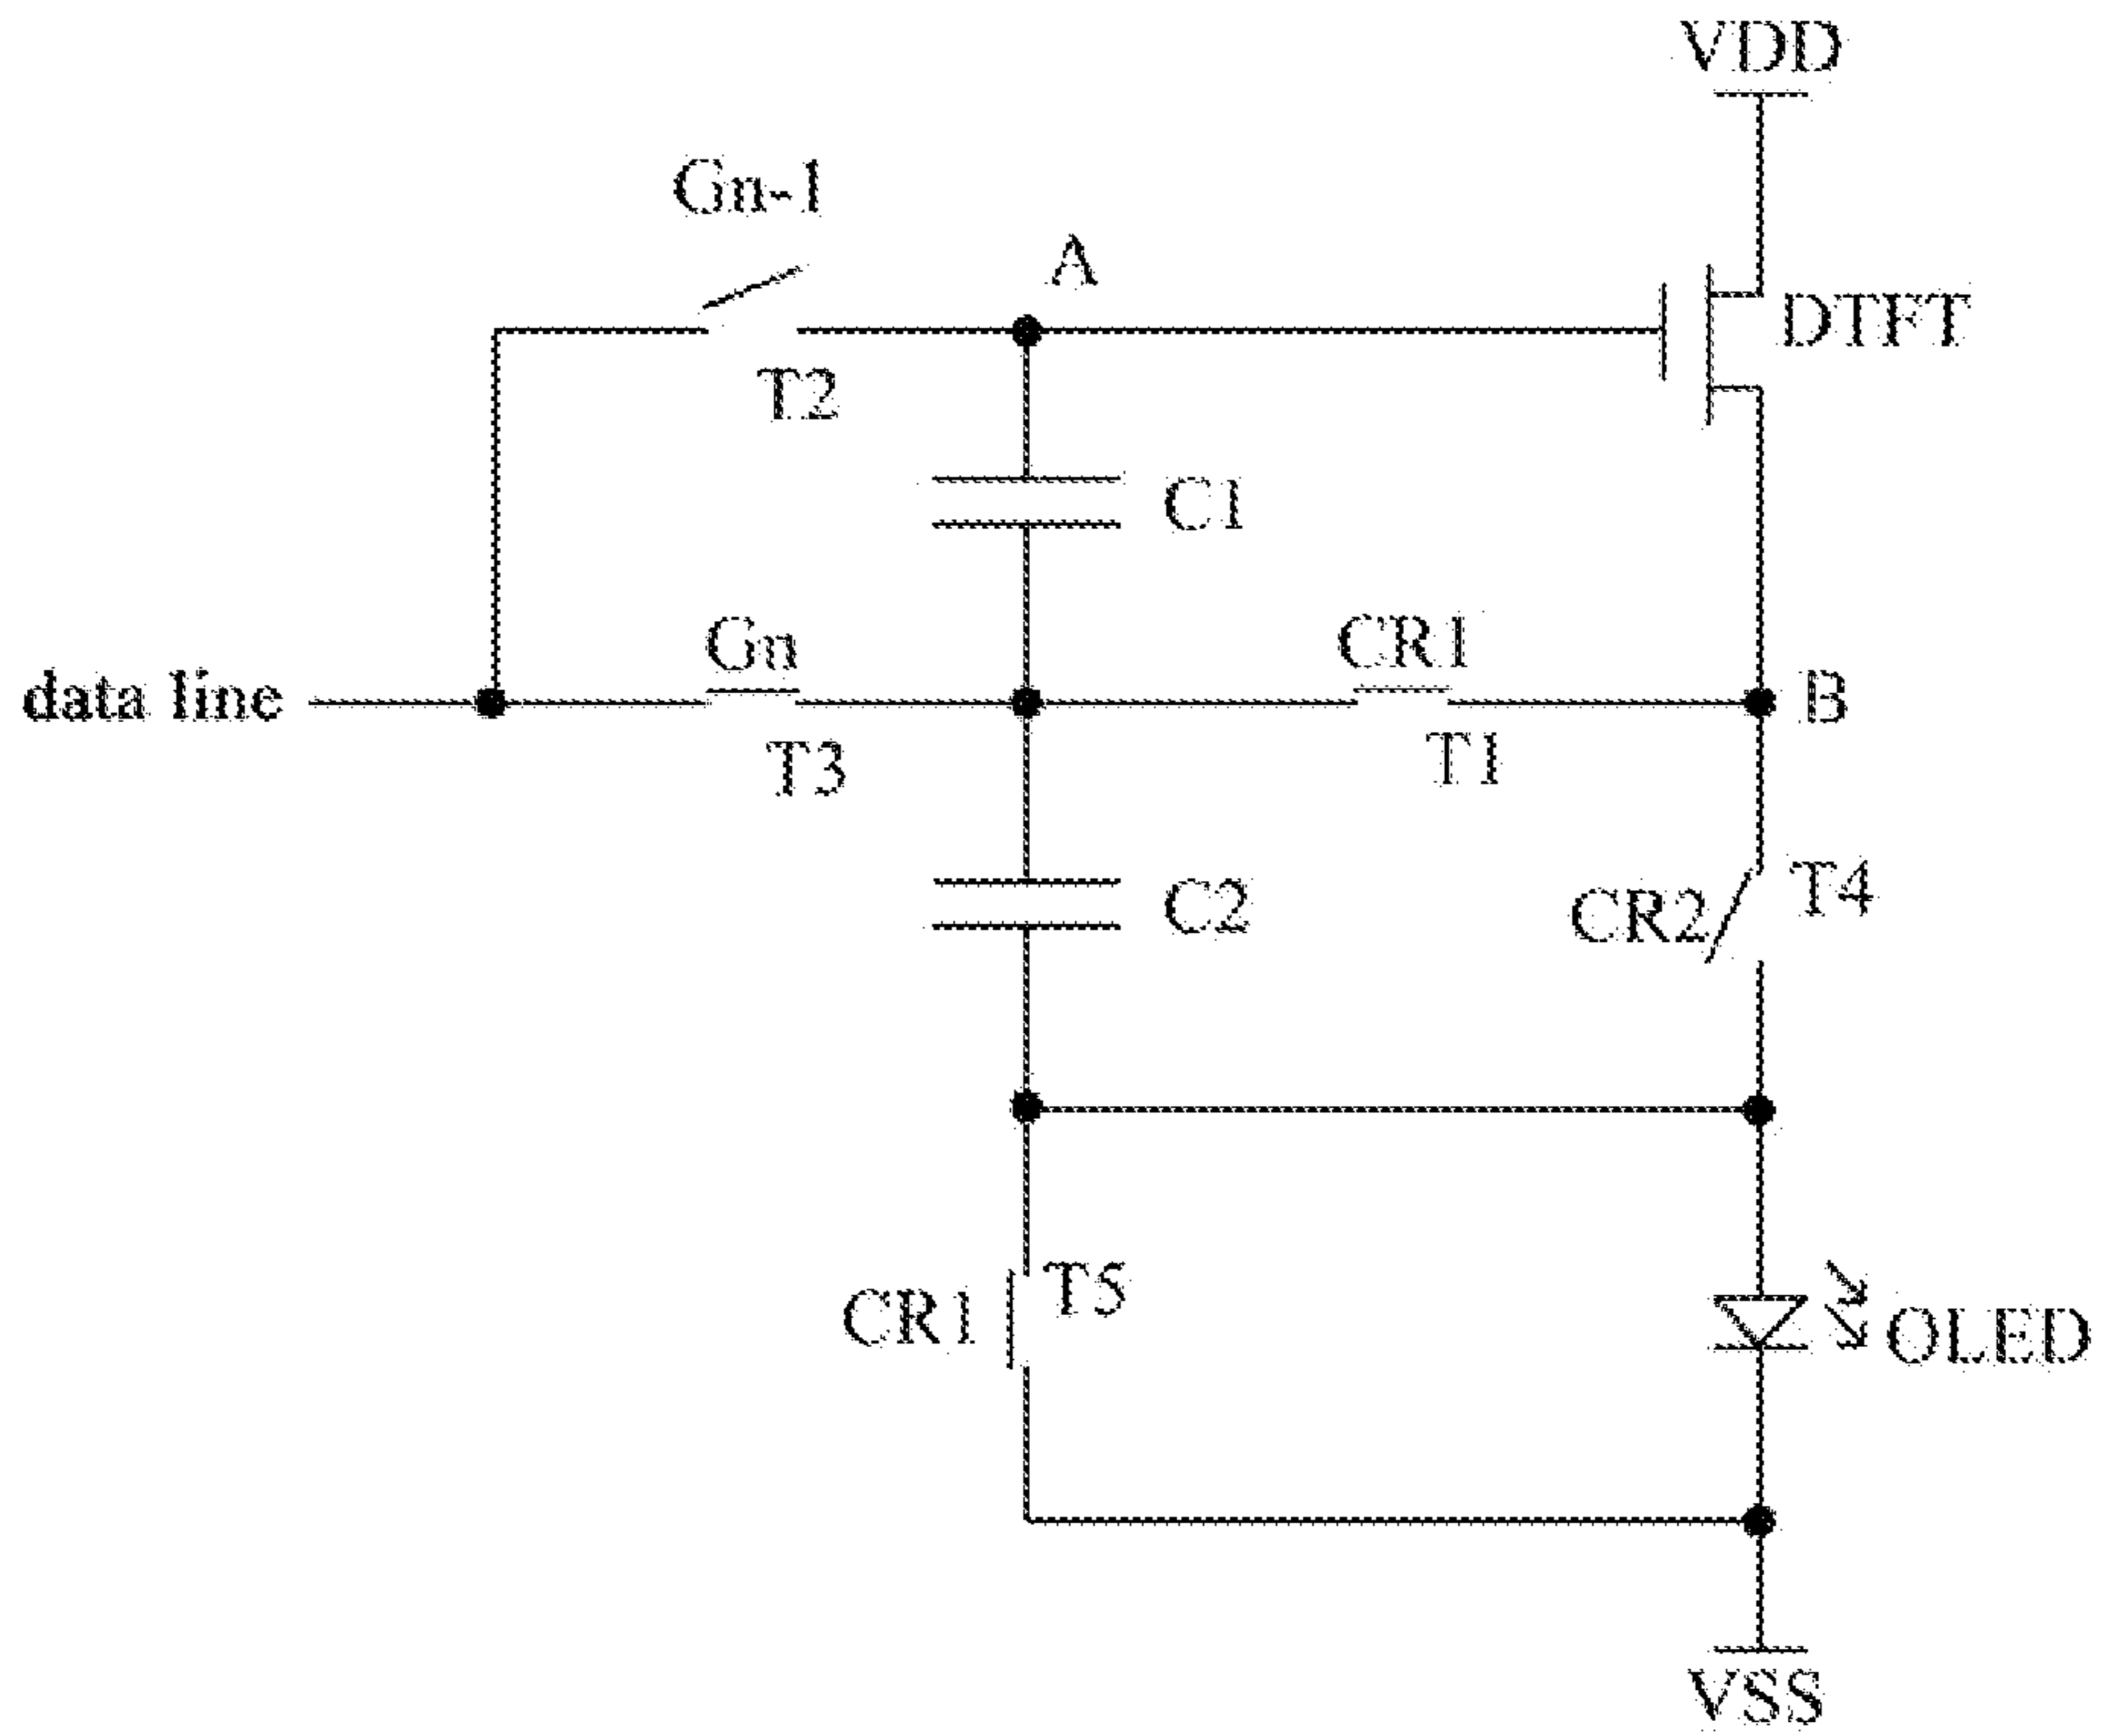 VDD
Gn-1
A
DTFT
T2
C1
Gn
CR1
data line
B
T3
T1
T4
CR2
C2
T5
CR1
OLED
VSS